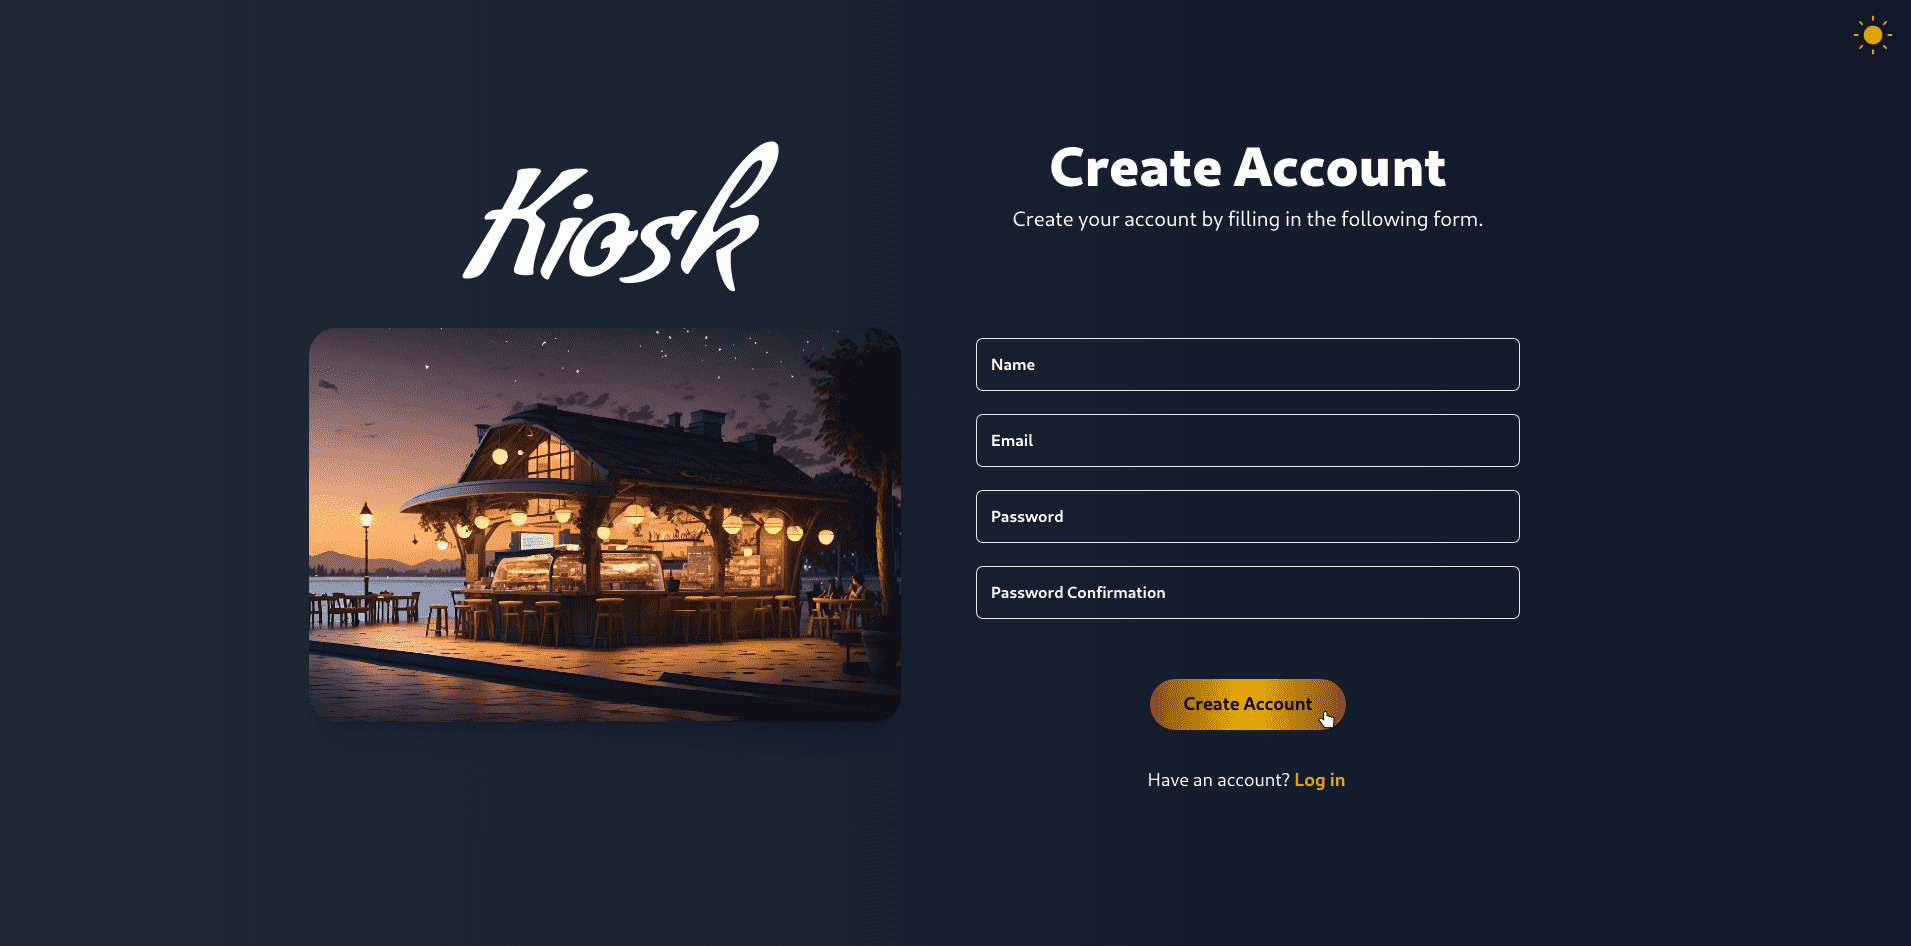 Kiosk
Create Account
Create your account by filling in the following form.
Name
Email
Password
Password Confirmation
Create Account
Have an account? Log in